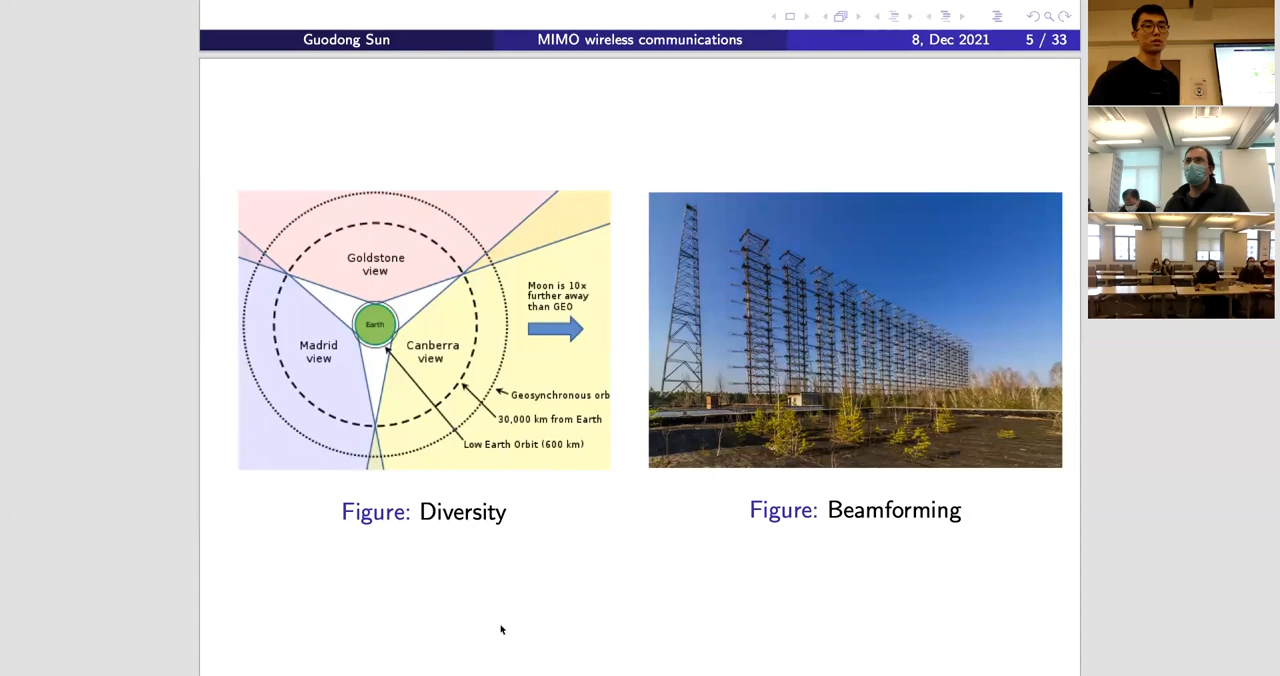 Guodong Sun MIMO wireless communications 8, Dec 2021 5 / 33
Goldstone
view
Moon is 10x
further away
than GEO
Earth
Madrid
view
Canberra
view
Geosynchronous orb
30,000 km from Earth
Low Earth Orbit (600 km)
Figure: Diversity
Figure: Beamforming